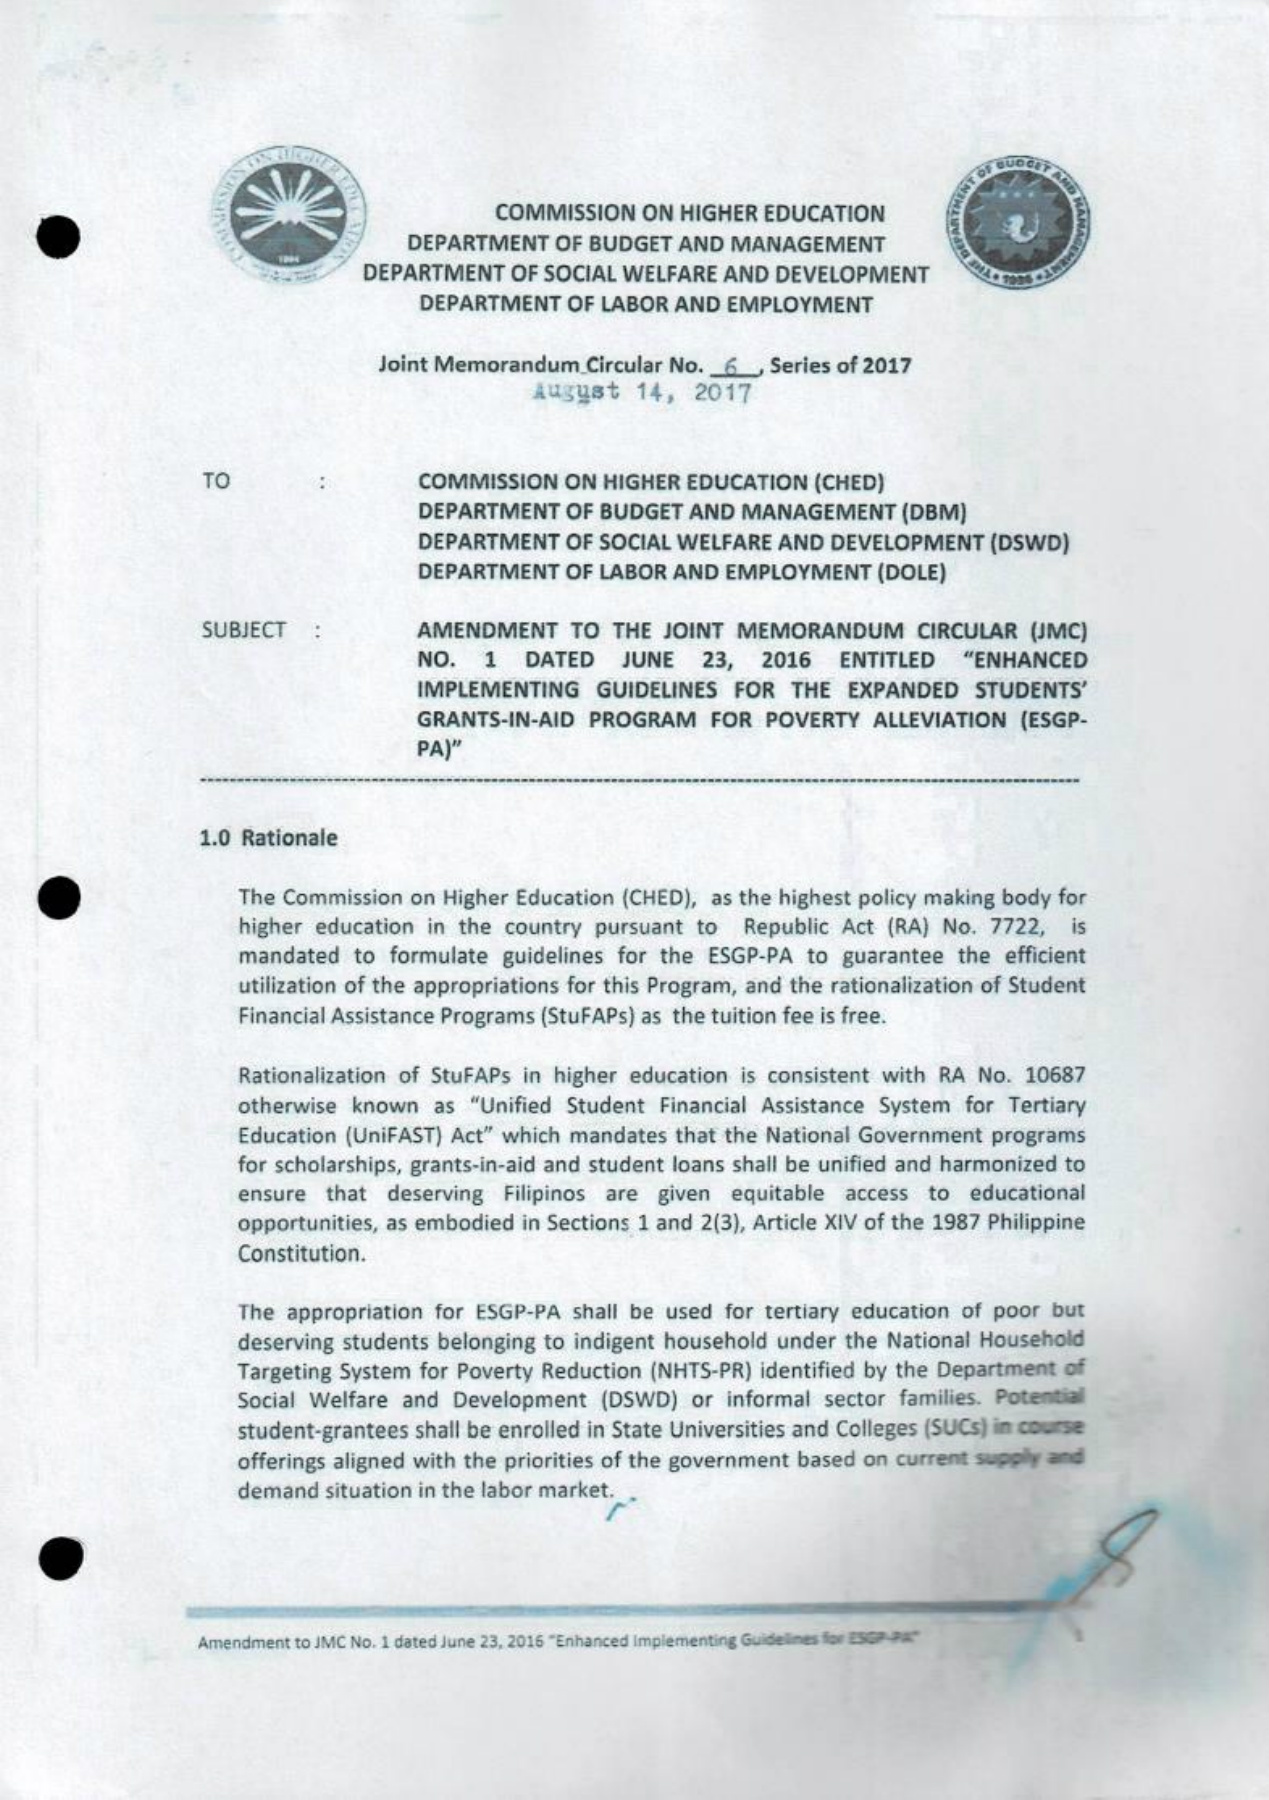 COMMISSION ON HIGHER EDUCATION
1994
THE DEPARTMENT OF BUDGET AND MANAGEMENT
1936
COMMISSION ON HIGHER EDUCATION
DEPARTMENT OF BUDGET AND MANAGEMENT
DEPARTMENT OF SOCIAL WELFARE AND DEVELOPMENT
DEPARTMENT OF LABOR AND EMPLOYMENT
Joint Memorandum Circular No. 6, Series of 2017
August 14, 2017
TO : COMMISSION ON HIGHER EDUCATION (CHED)
DEPARTMENT OF BUDGET AND MANAGEMENT (DBM)
DEPARTMENT OF SOCIAL WELFARE AND DEVELOPMENT (DSWD)
DEPARTMENT OF LABOR AND EMPLOYMENT (DOLE)
SUBJECT : AMENDMENT TO THE JOINT MEMORANDUM CIRCULAR (JMC)
NO. 1 DATED JUNE 23, 2016 ENTITLED “ENHANCED
IMPLEMENTING GUIDELINES FOR THE EXPANDED STUDENTS’
GRANTS-IN-AID PROGRAM FOR POVERTY ALLEVIATION (ESGP-
PA)”
1.0 Rationale
The Commission on Higher Education (CHED), as the highest policy making body for
higher education in the country pursuant to Republic Act (RA) No. 7722, is
mandated to formulate guidelines for the ESGP-PA to guarantee the efficient
utilization of the appropriations for this Program, and the rationalization of Student
Financial Assistance Programs (StuFAPs) as the tuition fee is free.
Rationalization of StuFAPs in higher education is consistent with RA No. 10687
otherwise known as “Unified Student Financial Assistance System for Tertiary
Education (UniFAST) Act” which mandates that the National Government programs
for scholarships, grants-in-aid and student loans shall be unified and harmonized to
ensure that deserving Filipinos are given equitable access to educational
opportunities, as embodied in Sections 1 and 2(3), Article XIV of the 1987 Philippine
Constitution.
The appropriation for ESGP-PA shall be used for tertiary education of poor but
deserving students belonging to indigent household under the National Household
Targeting System for Poverty Reduction (NHTS-PR) identified by the Department of
Social Welfare and Development (DSWD) or informal sector families. Potential
student-grantees shall be enrolled in State Universities and Colleges (SUCs) in course
offerings aligned with the priorities of the government based on current supply and
demand situation in the labor market.
Amendment to JMC No. 1 dated June 23, 2016 "Enhanced Implementing Guidelines for ESGP-PA"